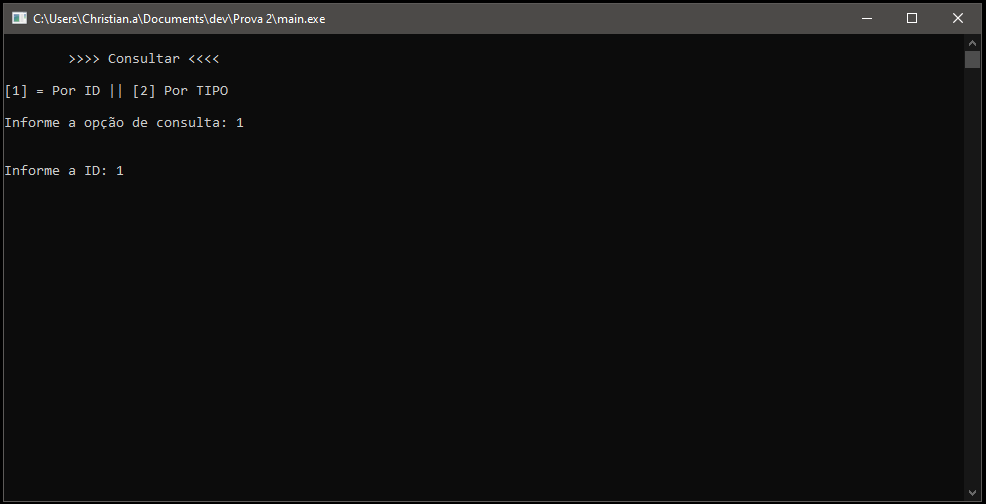 C:\Users\Christian.a\Documents\dev\Prova 2\main.exe
>>>> Consultar <<<<
[1] = Por ID || [2] Por TIPO
Informe a opção de consulta: 1
Informe a ID: 1